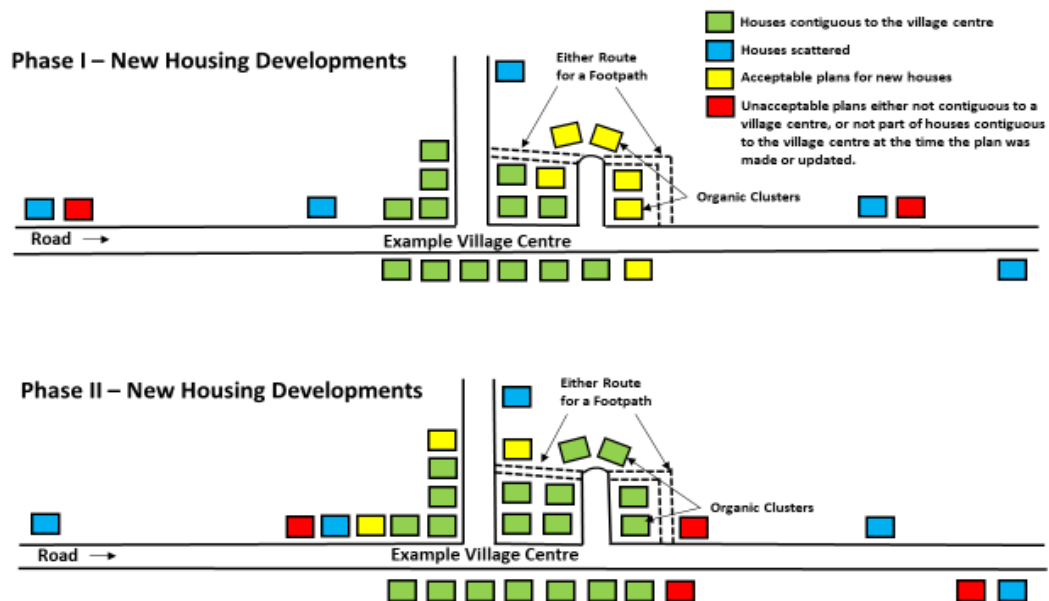 Houses contiguous to the village centre
Houses scattered
Acceptable plans for new houses
Unacceptable plans either not contiguous to a
village centre, or not part of houses contiguous
to the village centre at the time the plan was
made or updated.
Phase I – New Housing Developments
Either Route
for a Footpath
Organic Clusters
Road
Example Village Centre
Phase II – New Housing Developments
Either Route
for a Footpath
Organic Clusters
Road
Example Village Centre